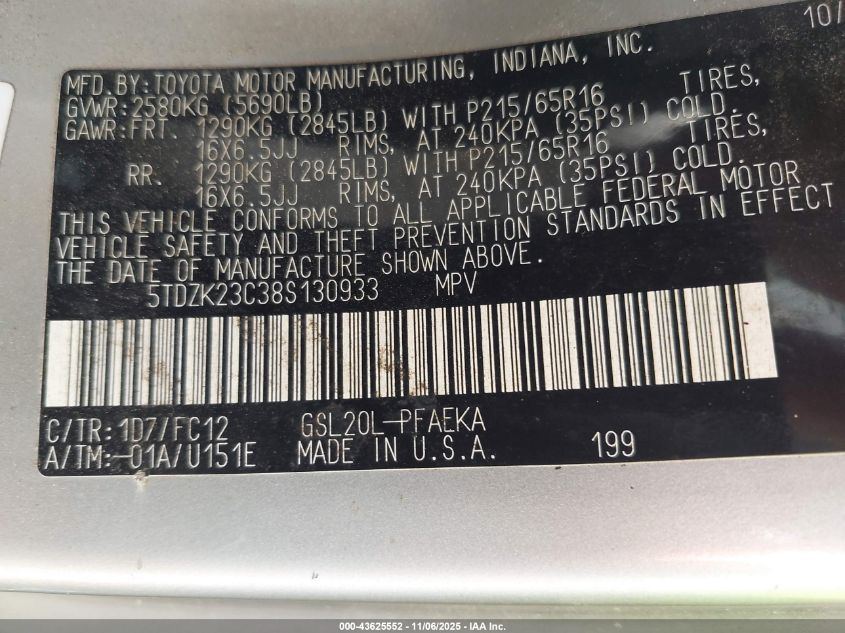 10/
MFD.BY:TOYOTA MOTOR MANUFACTURING, INDIANA, INC.
GVWR:2580KG (5690LB)
GAWR:FRT. 1290KG (2845LB) WITH P215/65R16 TIRES,
16X6.5JJ RIMS, AT 240KPA (35PSI) COLD.
RR. 1290KG (2845LB) WITH P215/65R16 TIRES,
16X6.5JJ RIMS, AT 240KPA (35PSI) COLD.
THIS VEHICLE CONFORMS TO ALL APPLICABLE FEDERAL MOTOR
VEHICLE SAFETY AND THEFT PREVENTION STANDARDS IN EFFECT
THE DATE OF MANUFACTURE SHOWN ABOVE.
5TDZK23C38S130933 MPV
C/TR:1D7/FC12 GSL20L-PFAEKA
A/TM:-01A/U151E MADE IN U.S.A. 199
000-43625552 - 11/06/2025 - IAA Inc.